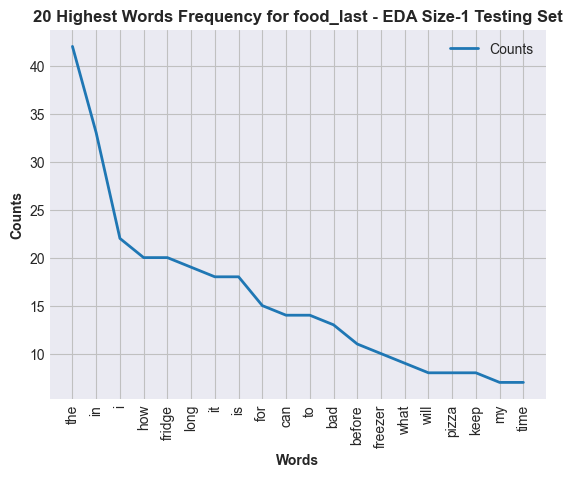 20 Highest Words Frequency for food_last - EDA Size-1 Testing Set
Counts
40
35
30
25
20
15
10
Counts
the
in
i
how
fridge
long
it
is
for
can
to
bad
before
freezer
what
will
pizza
keep
my
time
Words